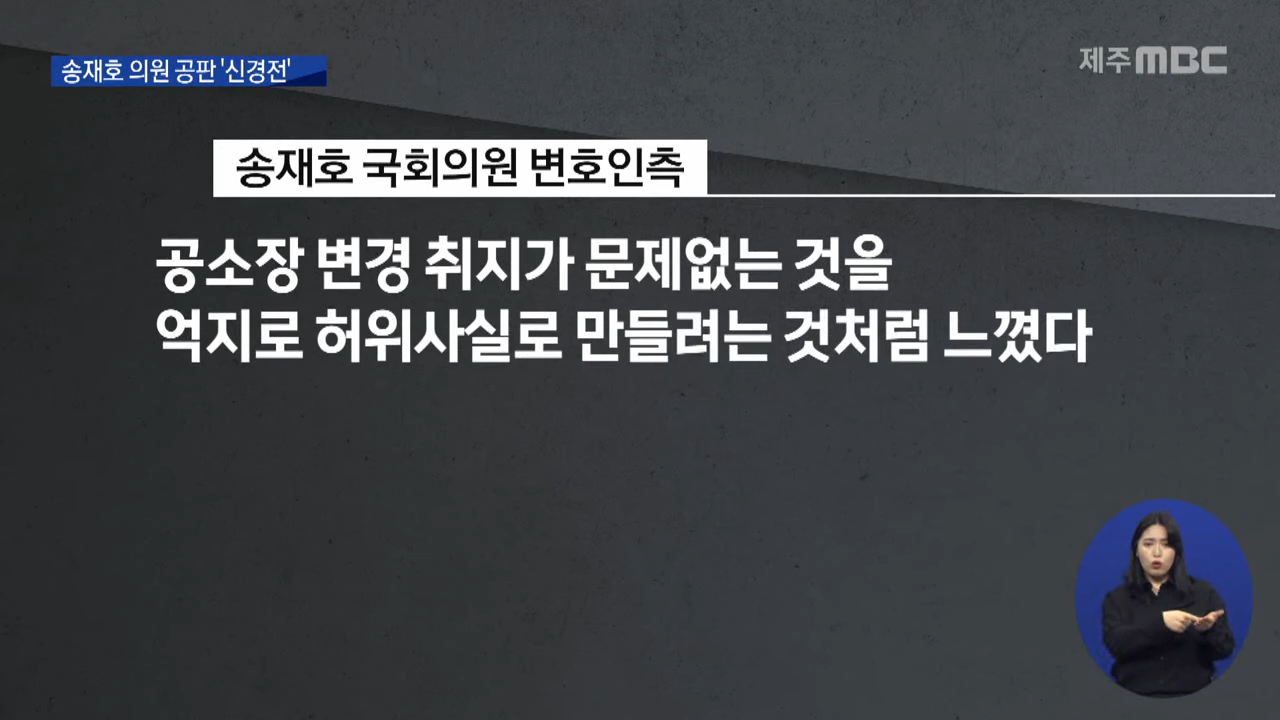 송재호 의원 공판 '신경전'
제주MBC
송재호 국회의원 변호인측
공소장 변경 취지가 문제없는 것을
억지로 허위사실로 만들려는 것처럼 느꼈다